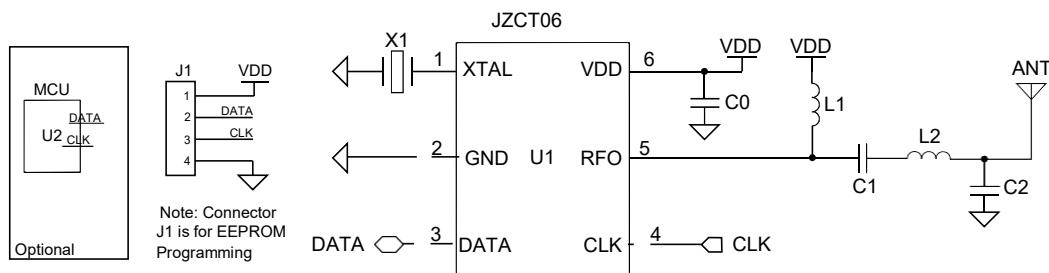 JZCT06
MCU
U2
DATA
CLK
Optional
J1
VDD
1
2
3
4
DATA
CLK
Note: Connector
J1 is for EEPROM
Programming
X1
1
XTAL
2
GND
DATA
3
DATA
U1
VDD
6
RFO
5
CLK
4
CLK
VDD
C0
VDD
L1
C1
L2
C2
ANT